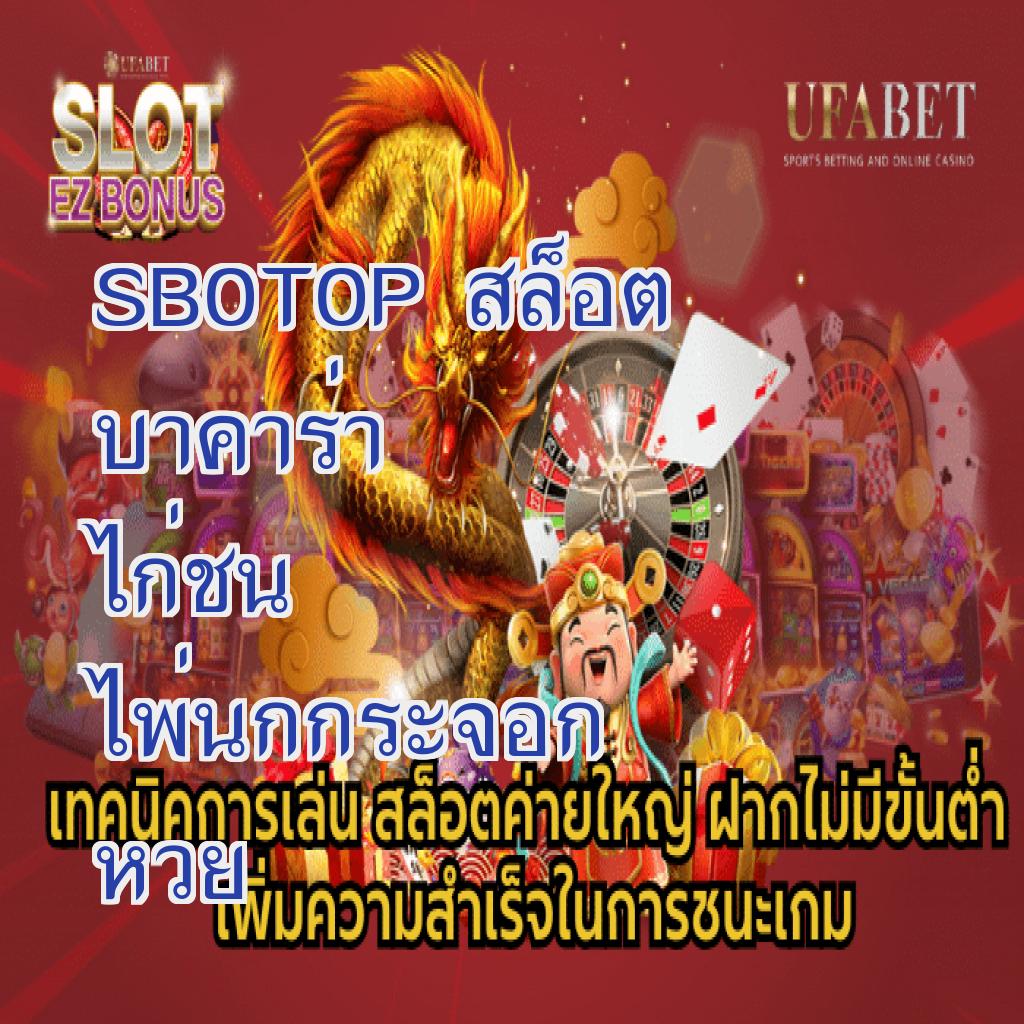 UFABET
SLOT
EZ BONUS
UFABET
SPORTS BETTING AND ONLINE CASINO
SBOTOP สล็อต
บาคาร่า
ไก่ชน
ไพ่นกกระจอก
เทคนิคการเล่น สล็อตค่ายใหญ่ ฝากไม่มีขั้นต่ำ
หวย
เพิ่มความสำเร็จในการชนะเกม